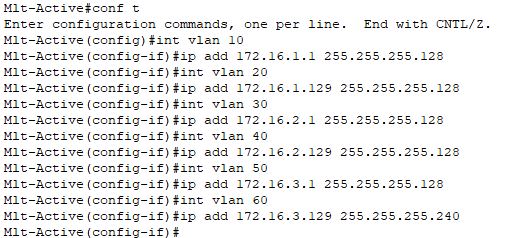 Mlt-Active#conf t
Enter configuration commands, one per line.  End with CNTL/Z.
Mlt-Active(config)#int vlan 10
Mlt-Active(config-if)#ip add 172.16.1.1 255.255.255.128
Mlt-Active(config-if)#int vlan 20
Mlt-Active(config-if)#ip add 172.16.1.129 255.255.255.128
Mlt-Active(config-if)#int vlan 30
Mlt-Active(config-if)#ip add 172.16.2.1 255.255.255.128
Mlt-Active(config-if)#int vlan 40
Mlt-Active(config-if)#ip add 172.16.2.129 255.255.255.128
Mlt-Active(config-if)#int vlan 50
Mlt-Active(config-if)#ip add 172.16.3.1 255.255.255.128
Mlt-Active(config-if)#int vlan 60
Mlt-Active(config-if)#ip add 172.16.3.129 255.255.255.240
Mlt-Active(config-if)#